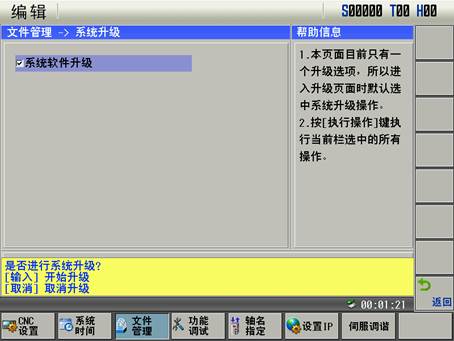 编辑
S00000 T00 H00
文件管理 -> 系统升级
系统软件升级
帮助信息
1.本页面目前只有一
个升级选项，所以进
入升级页面时默认选
中系统升级操作。
2.按[执行操作]键执
行当前栏选中的所有
操作。
是否进行系统升级?
[输入] 开始升级
[取消] 取消升级
00:01:21
返回
CNC
设置
系统
时间
文件
管理
功能
调试
轴名
指定
设置IP
伺服调谐